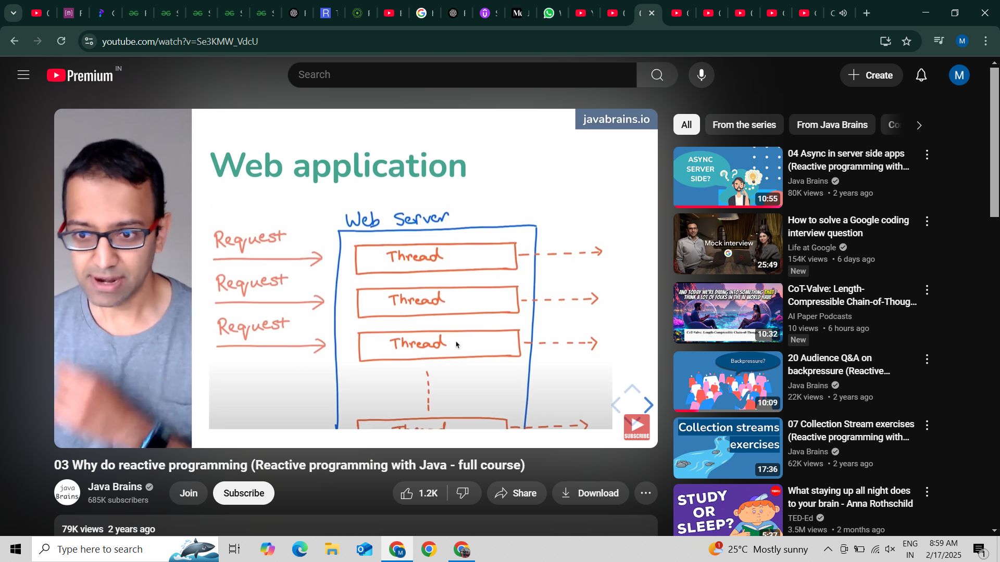 youtube.com/watch?v=Se3KMW_VdcU
M
Premium IN
Search
Create
M
javabrains.io
Web application
Web Server
Request
Thread
Request
Thread
Request
Thread
Thread
SUBSCRIBE
03 Why do reactive programming (Reactive programming with Java - full course)
java Brains
Java Brains
685K subscribers
Join
Subscribe
1.2K
Share
Download
79K views 2 years ago
All
From the series
From Java Brains
ASYNC
SERVER
SIDE?
10:55
04 Async in server side apps
(Reactive programming with...
Java Brains
80K views • 2 years ago
Mock interview
25:49
How to solve a Google coding
interview question
Life at Google
154K views • 6 days ago
New
AND TODAY WE'RE DIVING INTO SOMETHING THAT I
THINK A LOT OF FOLKS IN THE AI WORLD HAVE
10:32
CoT-Valve: Length-
Compressible Chain-of-Thoug...
AI Paper Podcasts
10 views • 6 hours ago
New
Backpressure?
10:09
20 Audience Q&A on
backpressure (Reactive...
Java Brains
22K views • 2 years ago
Collection streams
exercises
17:36
07 Collection Stream exercises
(Reactive programming with...
Java Brains
62K views • 2 years ago
STUDY
OR
SLEEP?
5:37
What staying up all night does
to your brain - Anna Rothschild
TED-Ed
3.5M views • 2 months ago
Type here to search
1
25°C Mostly sunny
ENG
IN
8:59 AM
2/17/2025
1